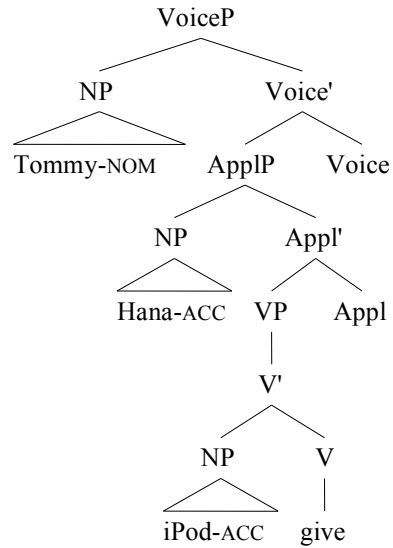 VoiceP
NP Voice'
Tommy-NOM ApplP Voice
NP Appl'
Hana-ACC VP Appl
V'
NP V
iPod-ACC give